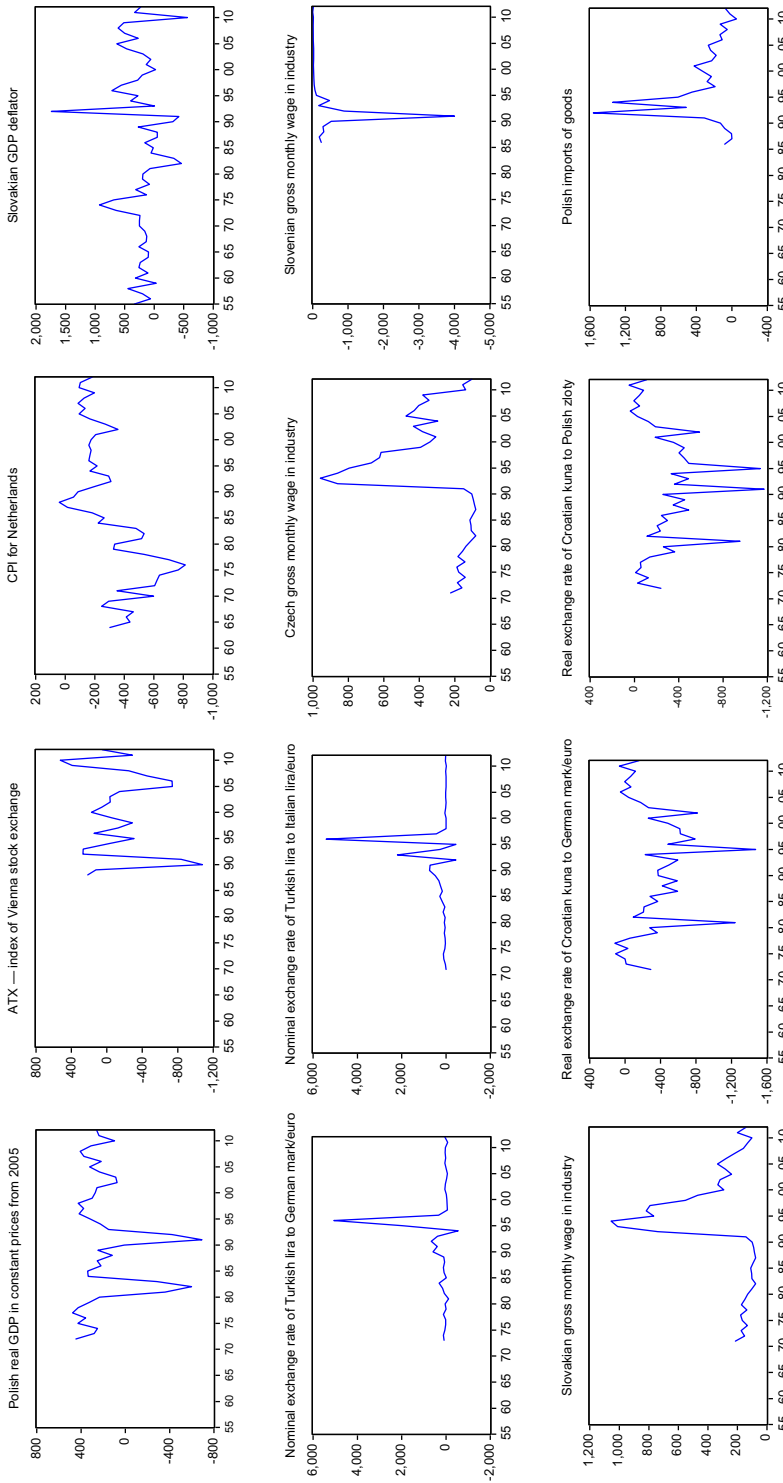 Polish real GDP in constant prices from 2005
800
400
0
-400
-800
55 60 65 70 75 80 85 90 95 00 05 10
ATX — index of Vienna stock exchange
800
400
0
-400
-800
-1,200
55 60 65 70 75 80 85 90 95 00 05 10
CPI for Netherlands
200
0
-200
-400
-600
-800
-1,000
55 60 65 70 75 80 85 90 95 00 05 10
Slovakian GDP deflator
2,000
1,500
1,000
500
0
-500
-1,000
55 60 65 70 75 80 85 90 95 00 05 10
Nominal exchange rate of Turkish lira to German mark/euro
6,000
4,000
2,000
0
-2,000
55 60 65 70 75 80 85 90 95 00 05 10
Nominal exchange rate of Turkish lira to Italian lira/euro
6,000
4,000
2,000
0
-2,000
55 60 65 70 75 80 85 90 95 00 05 10
Czech gross monthly wage in industry
1,000
800
600
400
200
0
55 60 65 70 75 80 85 90 95 00 05 10
Slovenian gross monthly wage in industry
0
-1,000
-2,000
-3,000
-4,000
-5,000
55 60 65 70 75 80 85 90 95 00 05 10
Slovakian gross monthly wage in industry
1,200
1,000
800
600
400
200
0
55 60 65 70 75 80 85 90 95 00 05 10
Real exchange rate of Croatian kuna to German mark/euro
400
0
-400
-800
-1,200
-1,600
55 60 65 70 75 80 85 90 95 00 05 10
Real exchange rate of Croatian kuna to Polish zloty
400
0
-400
-800
-1,200
55 60 65 70 75 80 85 90 95 00 05 10
Polish imports of goods
1,600
1,200
800
400
0
-400
55 60 65 70 75 80 85 90 95 00 05 10